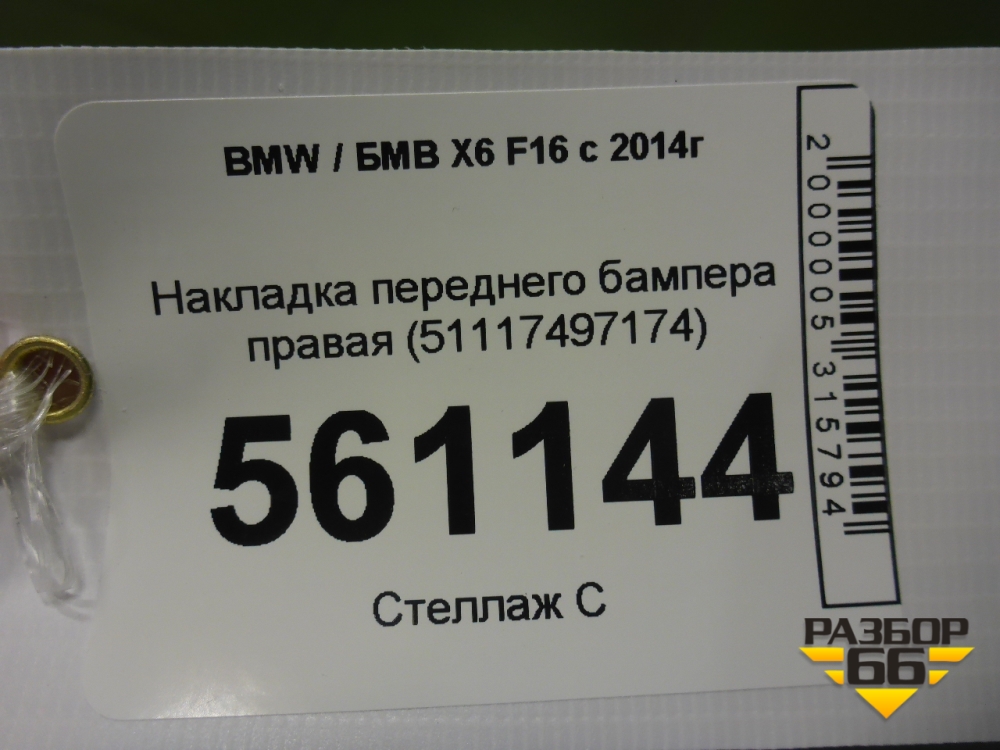 BMW / БМВ X6 F16 с 2014г
Накладка переднего бампера
правая (51117497174)
561144
Стеллаж С
2000005315794
РАЗБОР
66